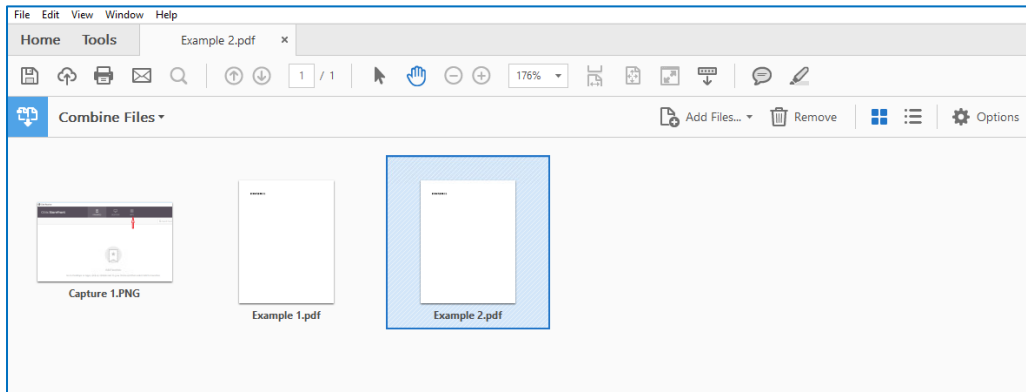 File Edit View Window Help
Home Tools Example 2.pdf ×
1 / 1 176%
Combine Files Add Files... Remove Options
Capture 1.PNG
Example 1.pdf
Example 2.pdf